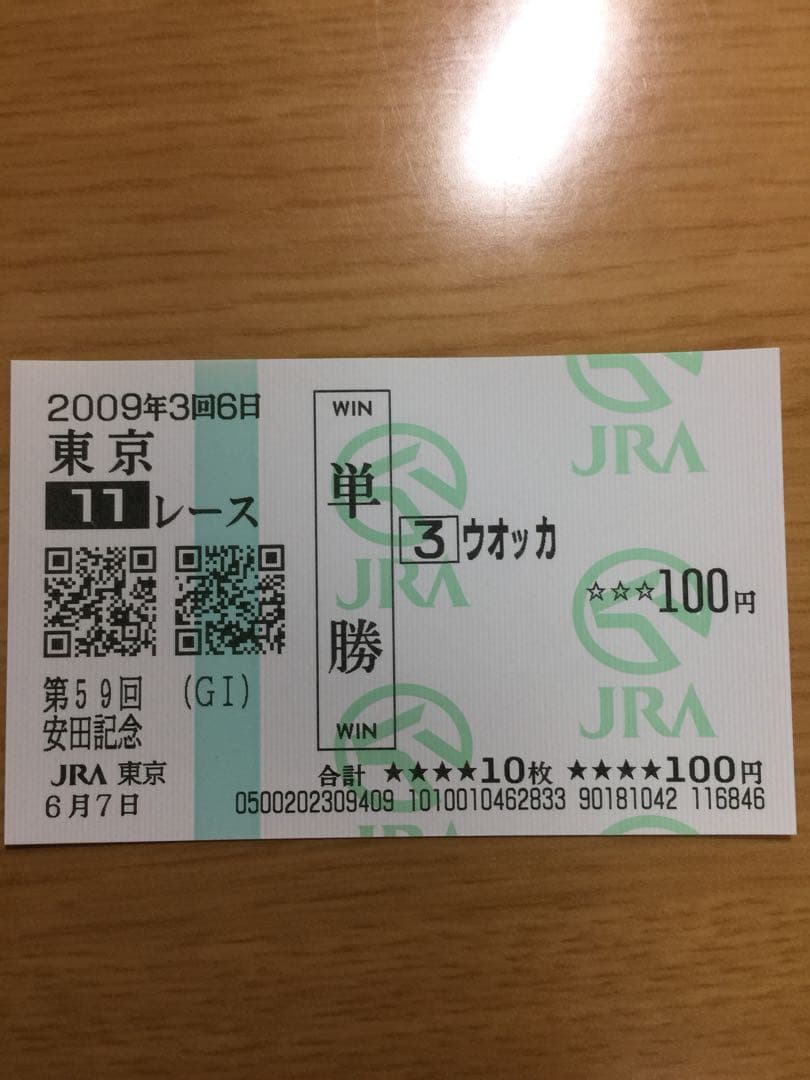 2009年3回6日
東京
11レース
第59回 (GI)
安田記念
JRA 東京
6月7日
WIN
単勝
WIN
3 ウオッカ
☆☆☆100円
合計 ★★★★10枚 ★★★★100円
0500202309409 1010010462833 90181042 116846
JRA
JRA
JRA